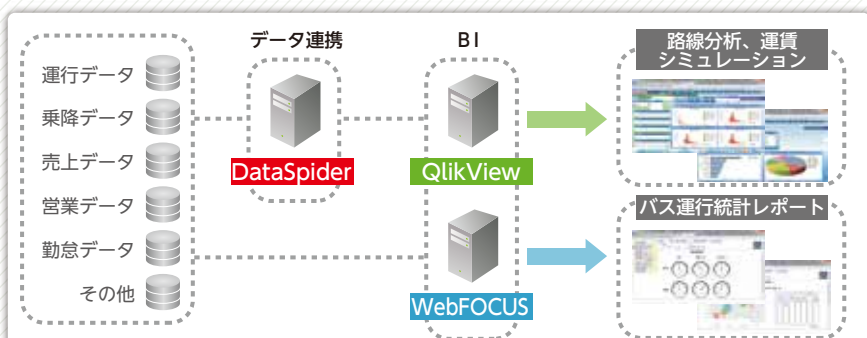 データ連携
BI
路線分析、運賃
シミュレーション
運行データ
乗降データ
売上データ
営業データ
勤怠データ
その他
DataSpider
QlikView
バス運行統計レポート
WebFOCUS